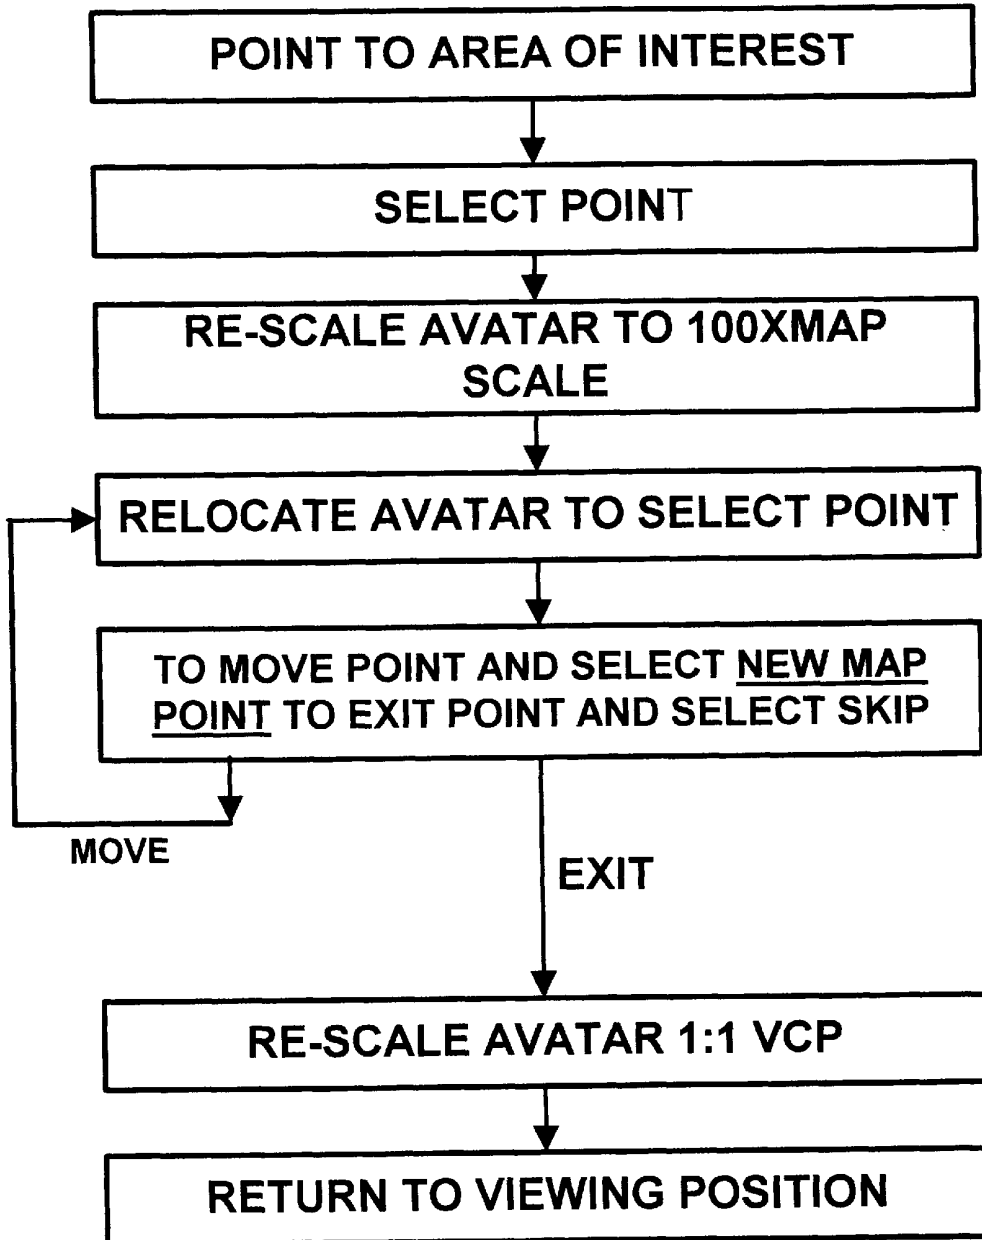 POINT TO AREA OF INTEREST
SELECT POINT
RE-SCALE AVATAR TO 100XMAP
SCALE
RELOCATE AVATAR TO SELECT POINT
TO MOVE POINT AND SELECT NEW MAP
POINT TO EXIT POINT AND SELECT SKIP
MOVE
EXIT
RE-SCALE AVATAR 1:1 VCP
RETURN TO VIEWING POSITION